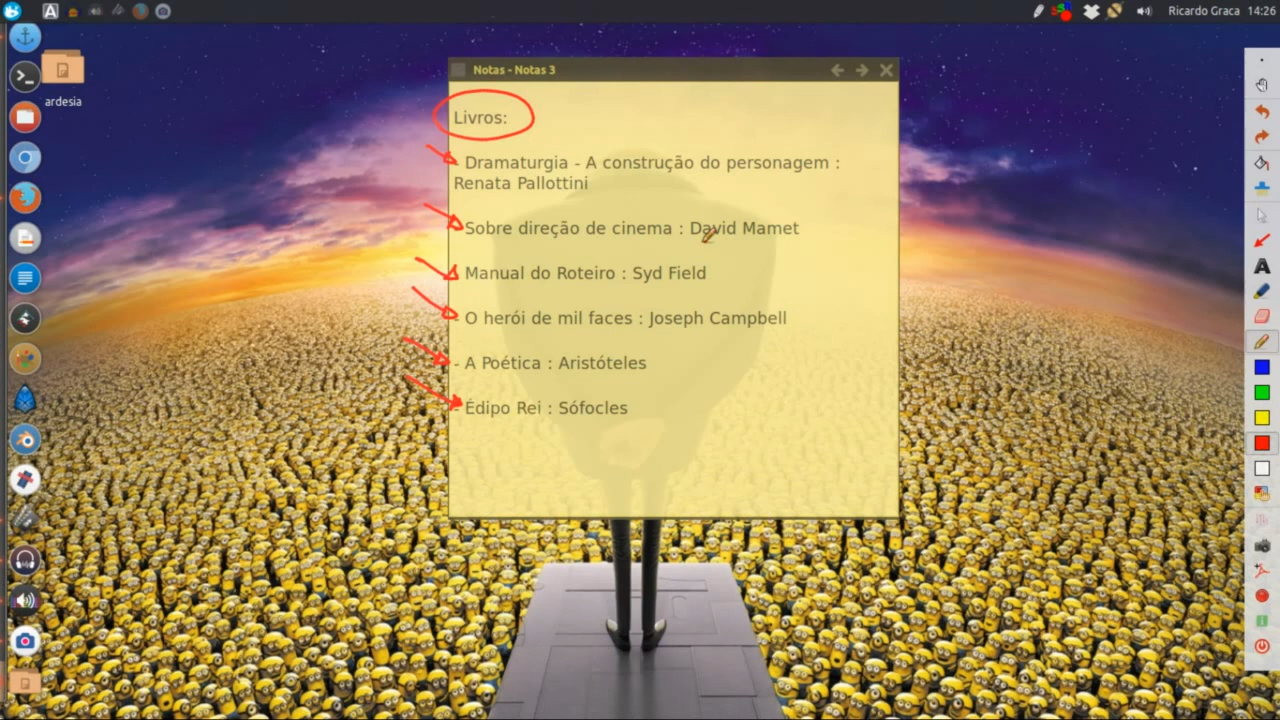 Ricardo Graca 14:26
ardesia
Notas - Notas 3
Livros:
- Dramaturgia - A construção do personagem :
Renata Pallottini
- Sobre direção de cinema : David Mamet
- Manual do Roteiro : Syd Field
- O herói de mil faces : Joseph Campbell
- A Poética : Aristóteles
- Édipo Rei : Sófocles